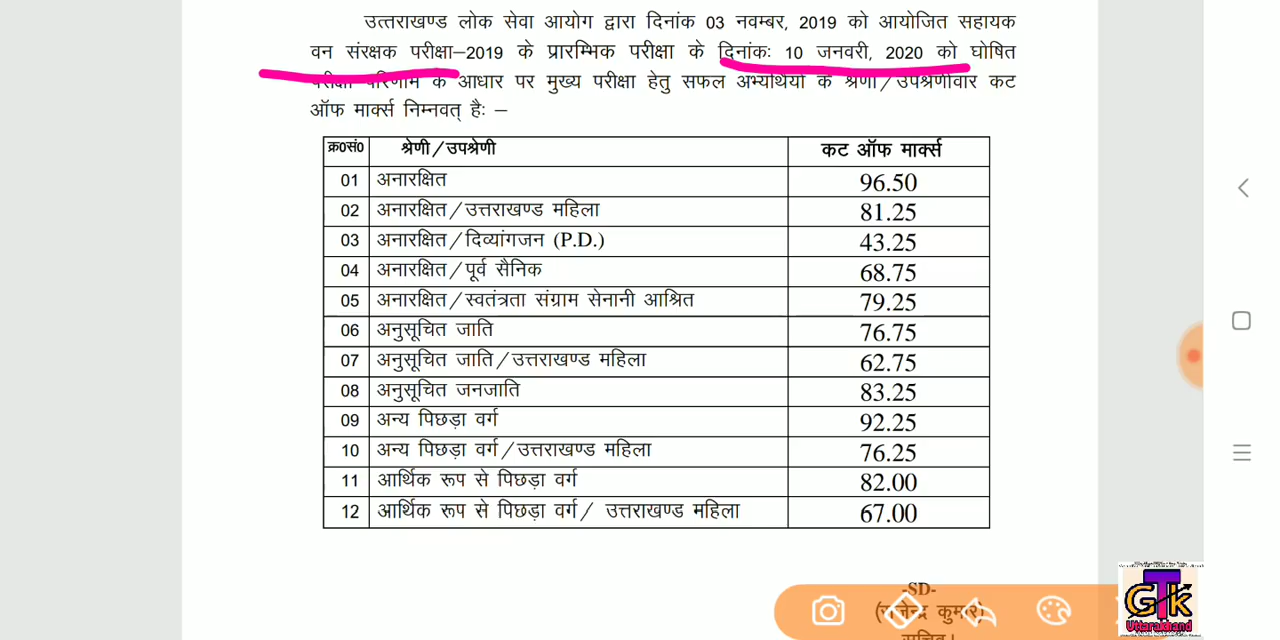 उत्तराखण्ड लोक सेवा आयोग द्वारा दिनांक 03 नवम्बर, 2019 को आयोजित सहायक
वन संरक्षक परीक्षा–2019 के प्रारम्भिक परीक्षा के दिनांकः 10 जनवरी, 2020 को घोषित
परीक्षा परिणाम के आधार पर मुख्य परीक्षा हेतु सफल अभ्यर्थियों के श्रेणी/उपश्रेणीवार कट
ऑफ मार्क्स निम्नवत् हैः –
क्र0सं0 श्रेणी/उपश्रेणी कट ऑफ मार्क्स
01 अनारक्षित 96.50
02 अनारक्षित/उत्तराखण्ड महिला 81.25
03 अनारक्षित/दिव्यांगजन (P.D.) 43.25
04 अनारक्षित/पूर्व सैनिक 68.75
05 अनारक्षित/स्वतंत्रता संग्राम सेनानी आश्रित 79.25
06 अनुसूचित जाति 76.75
07 अनुसूचित जाति/उत्तराखण्ड महिला 62.75
08 अनुसूचित जनजाति 83.25
09 अन्य पिछड़ा वर्ग 92.25
10 अन्य पिछड़ा वर्ग/उत्तराखण्ड महिला 76.25
11 आर्थिक रूप से पिछड़ा वर्ग 82.00
12 आर्थिक रूप से पिछड़ा वर्ग/ उत्तराखण्ड महिला 67.00
-SD-
(राजेन्द्र कुमार)
सचिव।
GTK
Uttarakhand